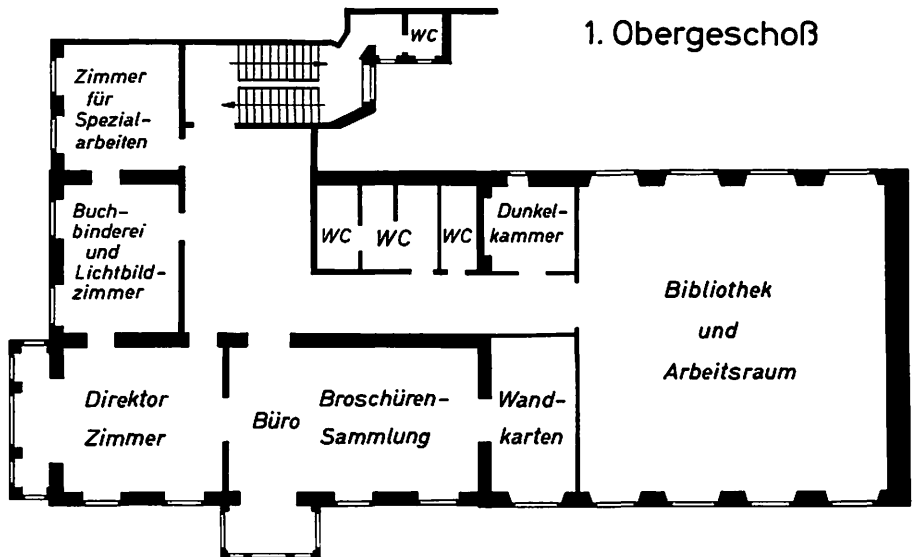 1. Obergeschoß
WC
Zimmer
für
Spezial-
arbeiten
Buch-
binderei
und
Lichtbild-
zimmer
WC
WC
WC
Dunkel-
kammer
Bibliothek
und
Arbeitsraum
Direktor
Zimmer
Büro
Broschüren-
Sammlung
Wand-
karten